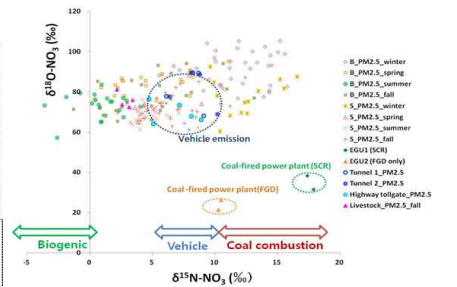 120
100
80
60
40
20
0
-5
0
5
10
15
20
δ18O-NO3 (‰)
Vehicle emission
Coal-fired power plant (SCR)
Coal -fired power plant(FGD)
Biogenic
Vehicle
Coal combustion
δ15N-NO3 (‰)
B_PM2.5_winter
B_PM2.5_spring
B_PM2.5_summer
B_PM2.5_fall
S_PM2.5_winter
S_PM2.5_spring
S_PM2.5_summer
S_PM2.5_fall
EGU1 (SCR)
EGU2 (FGD only)
Tunnel 1_PM2.5
Tunnel 2_PM2.5
Highway tollgate_PM2.5
Livestock_PM2.5_fall